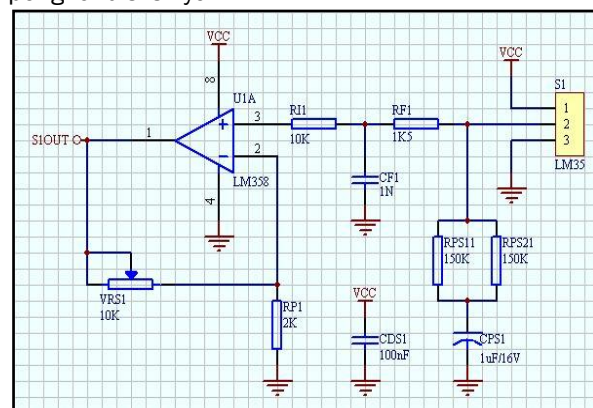 VCC
VCC
8
U1A
S1
3
RI1
RF1
1
S1OUT
1
10K
1K5
2
2
3
LM358
CF1
1N
LM35
4
RPS11
RPS21
150K
150K
VRS1
10K
RP1
2K
VCC
CDS1
100nF
CPS1
1uF/16V